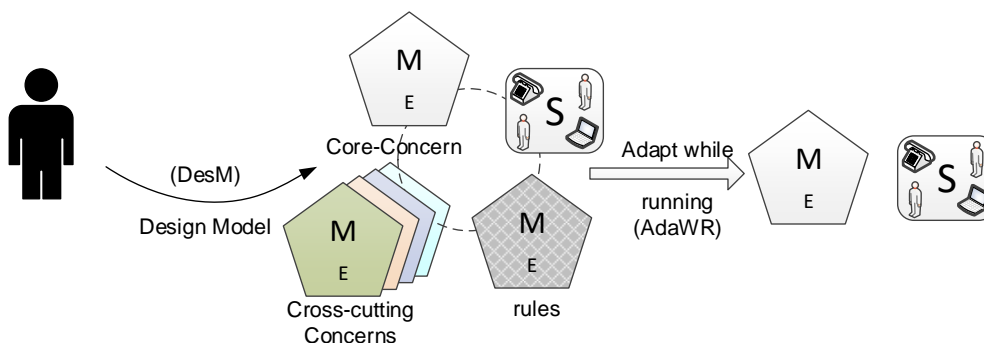 M
E
Core-Concern
S
(DesM)
Design Model
M
E
Cross-cutting
Concerns
M
E
rules
Adapt while
running
(AdaWR)
M
E
S